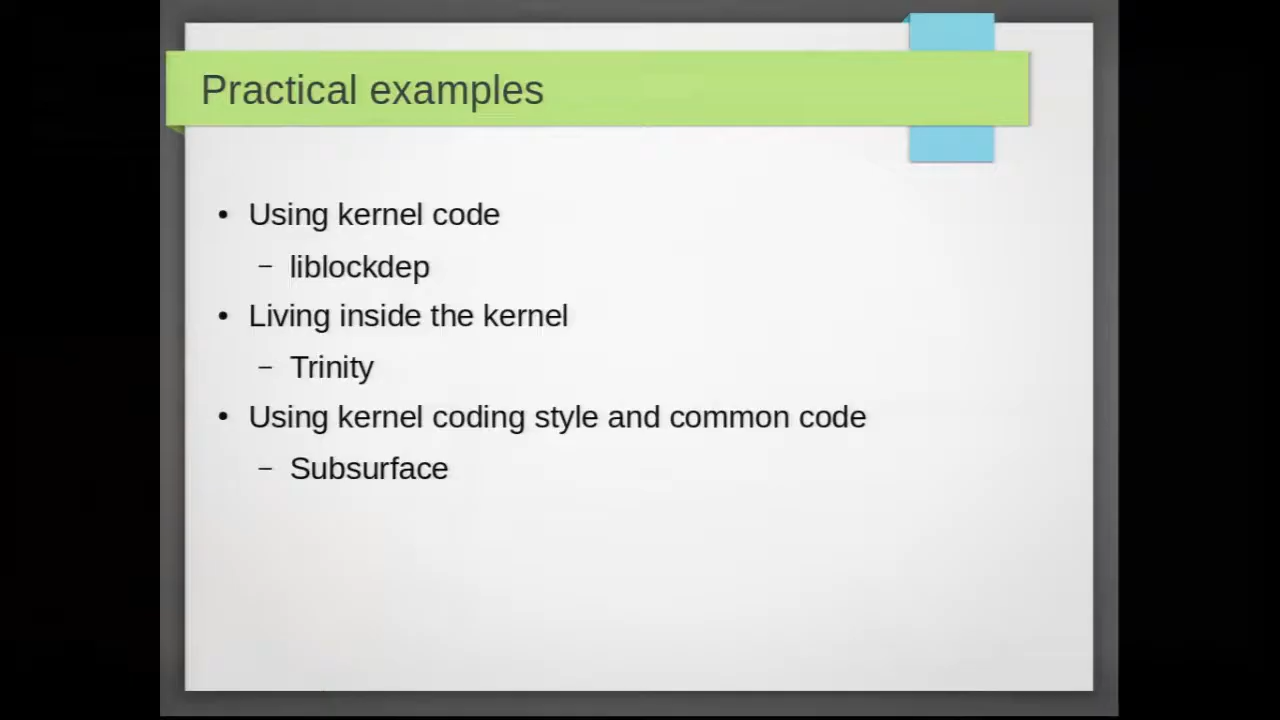 Practical examples
• Using kernel code
– liblockdep
• Living inside the kernel
– Trinity
• Using kernel coding style and common code
– Subsurface